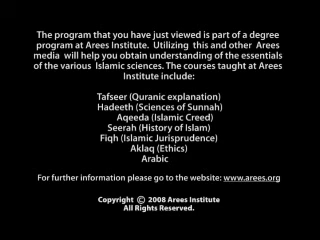 The program that you have just viewed is part of a degree
program at Arees Institute. Utilizing this and other Arees
media will help you obtain understanding of the essentials
of the various Islamic sciences. The courses taught at Arees
Institute include:
Tafseer (Quranic explanation)
Hadeeth (Sciences of Sunnah)
Aqeeda (Islamic Creed)
Seerah (History of Islam)
Fiqh (Islamic Jurisprudence)
Aklaq (Ethics)
Arabic
For further information please go to the website: www.arees.org
Copyright © 2008 Arees Institute
All Rights Reserved.